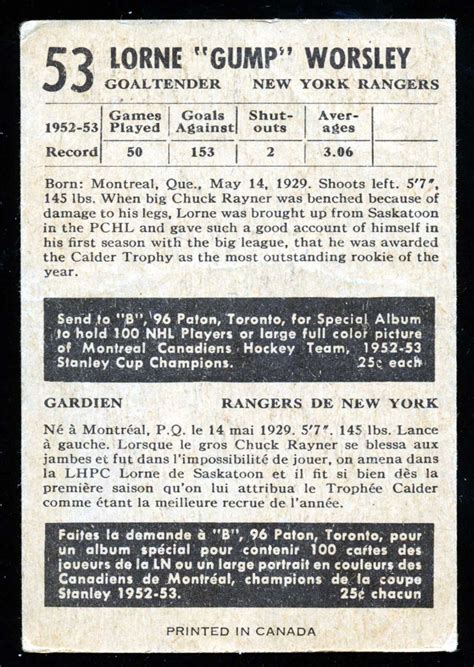 53 LORNE "GUMP" WORSLEY
GOALTENDER NEW YORK RANGERS
1952-53 Games Played Goals Against Shut-outs Aver-ages
Record 50 153 2 3.06
Born: Montreal, Que., May 14, 1929. Shoots left. 5'7",
145 lbs. When big Chuck Rayner was benched because of
damage to his legs, Lorne was brought up from Saskatoon
in the PCHL and gave such a good account of himself in
his first season with the big league, that he was awarded
the Calder Trophy as the most outstanding rookie of the
year.
Send to "B", 96 Paton, Toronto, for Special Album
to hold 100 NHL Players or large full color picture
of Montreal Canadiens Hockey Team, 1952-53
Stanley Cup Champions. 25¢ each
GARDIEN RANGERS DE NEW YORK
Né à Montréal, P.Q. le 14 mai 1929. 5'7". 145 lbs. Lance
à gauche. Lorsque le gros Chuck Rayner se blessa aux
jambes et fut dans l'impossibilité de jouer, on amena dans
la LHPC Lorne de Saskatoon et il fit si bien dès la
première saison qu'on lui attribua le Trophée Calder
comme étant la meilleure recrue de l'année.
Faites la demande à "B", 96 Paton, Toronto, pour
un album spécial pour contenir 100 cartes des
joueurs de la LN ou un large portrait en couleurs des
Canadiens de Montréal, champions de la coupe
Stanley 1952-53. 25¢ chacun
PRINTED IN CANADA